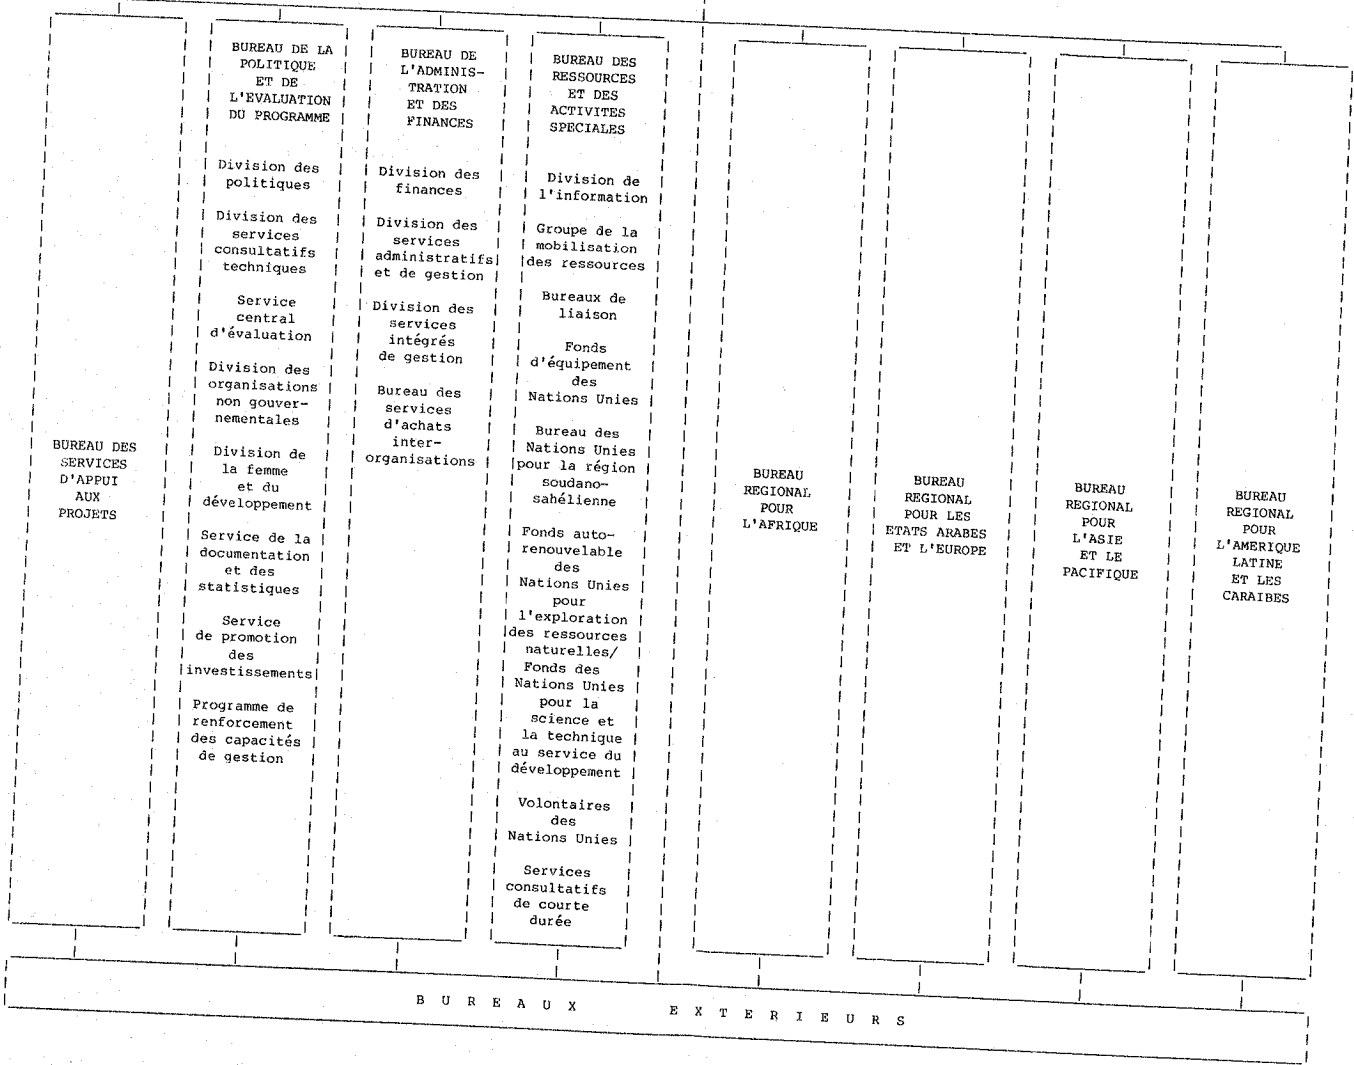 BUREAU DES
SERVICES
D'APPUI
AUX
PROJETS
BUREAU DE LA
POLITIQUE
ET DE
L'EVALUATION
DU PROGRAMME
Division des
politiques
Division des
services
consultatifs
techniques
Service
central
d'évaluation
Division des
organisations
non gouver-
nementales
Division de
la femme
et du
développement
Service de la
documentation
et des
statistiques
Service
de promotion
des
investissements
Programme de
renforcement
des capacités
de gestion
BUREAU DE
L'ADMINIS-
TRATION
ET DES
FINANCES
Division des
finances
Division des
services
administratifs
et de gestion
Division des
services
intégrés
de gestion
Bureau des
services
d'achats
inter-
organisations
BUREAU DES
RESSOURCES
ET DES
ACTIVITES
SPECIALES
Division de
l'information
Groupe de la
mobilisation
des ressources
Bureaux de
liaison
Fonds
d'équipement
des
Nations Unies
Bureau des
Nations Unies
pour la région
soudano-
sahélienne
Fonds auto-
renouvelable
des
Nations Unies
pour
l'exploration
des ressources
naturelles/
Fonds des
Nations Unies
pour la
science et
la technique
au service du
développement
Volontaires
des
Nations Unies
Services
consultatifs
de courte
durée
BUREAU
REGIONAL
POUR
L'AFRIQUE
BUREAU
REGIONAL
POUR LES
ETATS ARABES
ET L'EUROPE
BUREAU
REGIONAL
POUR
L'ASIE
ET LE
PACIFIQUE
BUREAU
REGIONAL
POUR
L'AMERIQUE
LATINE
ET LES
CARAIBES
B U R E A U X E X T E R I E U R S